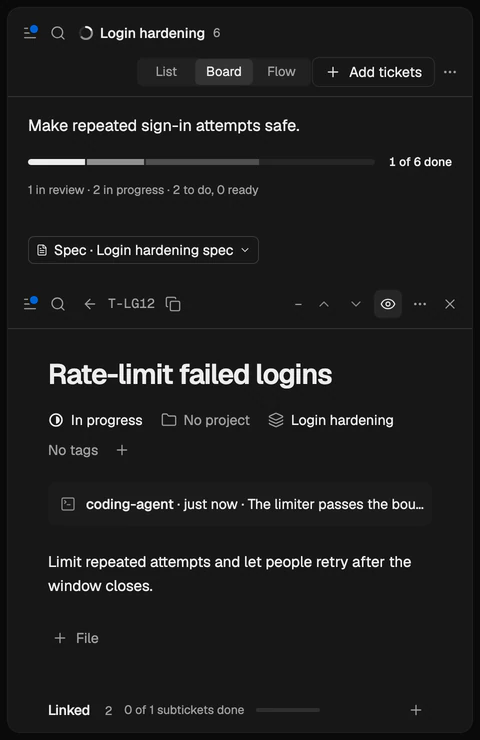 Login hardening 6
List Board Flow + Add tickets
Make repeated sign-in attempts safe.
1 of 6 done
1 in review · 2 in progress · 2 to do, 0 ready
Spec · Login hardening spec
T-LG12
Rate-limit failed logins
In progress No project Login hardening
No tags +
coding-agent · just now · The limiter passes the bou...
Limit repeated attempts and let people retry after the
window closes.
+ File
Linked 2 0 of 1 subtickets done +